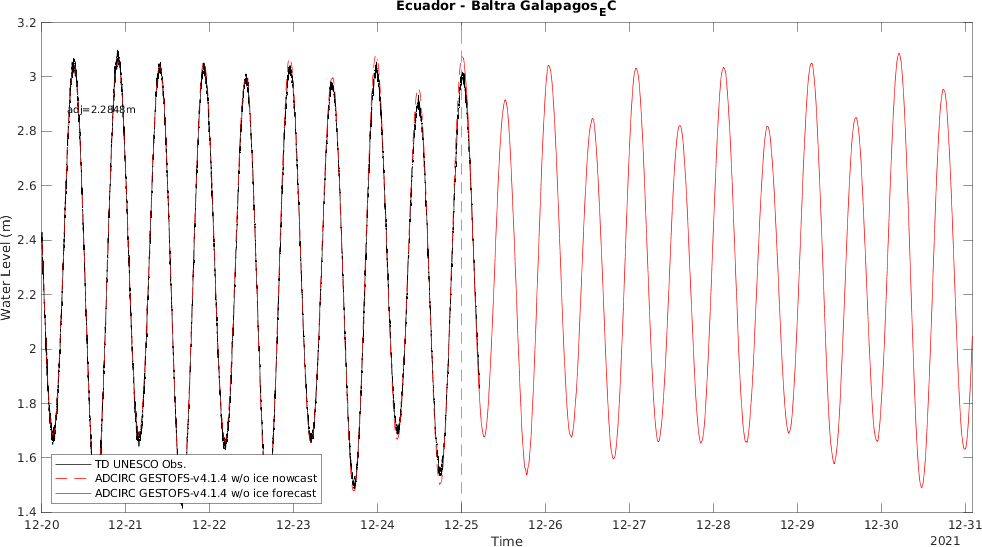 Ecuador - Baltra Galapagos_EC
3.2
3
2.8
2.6
2.4
2.2
2
1.8
1.6
1.4
Water Level (m)
adj=2.2848m
TD UNESCO Obs.
ADCIRC GESTOFS-v4.1.4 w/o ice nowcast
ADCIRC GESTOFS-v4.1.4 w/o ice forecast
12-20 12-21 12-22 12-23 12-24 12-25 12-26 12-27 12-28 12-29 12-30 12-31
Time
2021